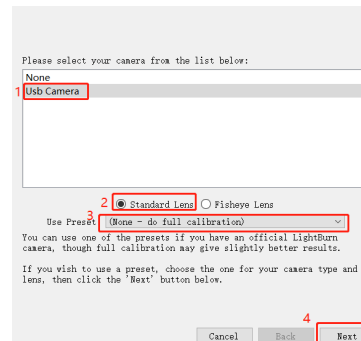 Please select your camera from the list below:
None
1 Usb Camera
2 Standard Lens Fisheye Lens
3
Use Preset (None - do full calibration)
You can use one of the presets if you have an official LightBurn
camera, though full calibration may give slightly better results.
If you wish to use a preset, choose the one for your camera type and
lens, then click the 'Next' button below.
4
Cancel Back Next